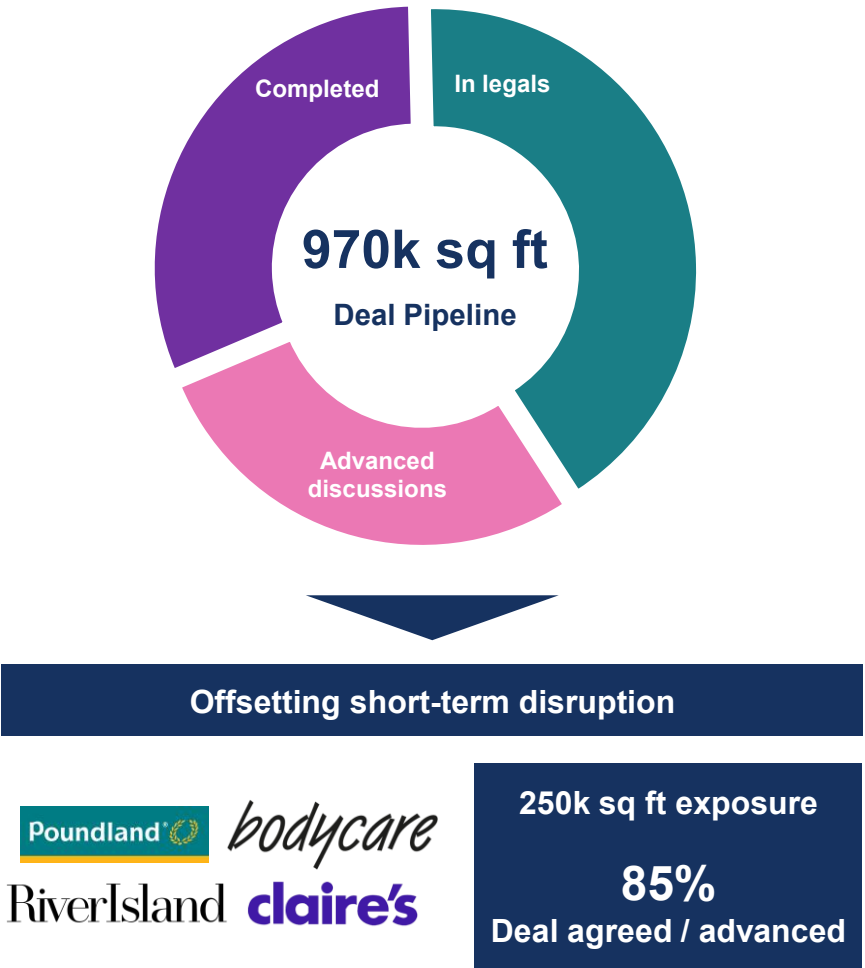 Completed
In legals
970k sq ft
Deal Pipeline
Advanced
discussions
Offsetting short-term disruption
Poundland®
bodycare
RiverIsland
claire's
250k sq ft exposure
85%
Deal agreed / advanced